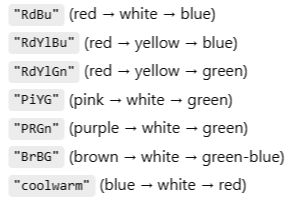 "RdBu" (red → white → blue)
"RdYlBu" (red → yellow → blue)
"RdYlGn" (red → yellow → green)
"PiYG" (pink → white → green)
"PRGn" (purple → white → green)
"BrBG" (brown → white → green-blue)
"coolwarm" (blue → white → red)